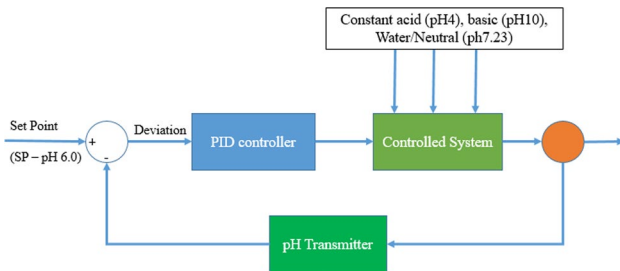 Constant acid (pH4), basic (pH10),
Water/Neutral (ph7.23)
Set Point
(SP – pH 6.0)
+
-
Deviation
PID controller
Controlled System
pH Transmitter